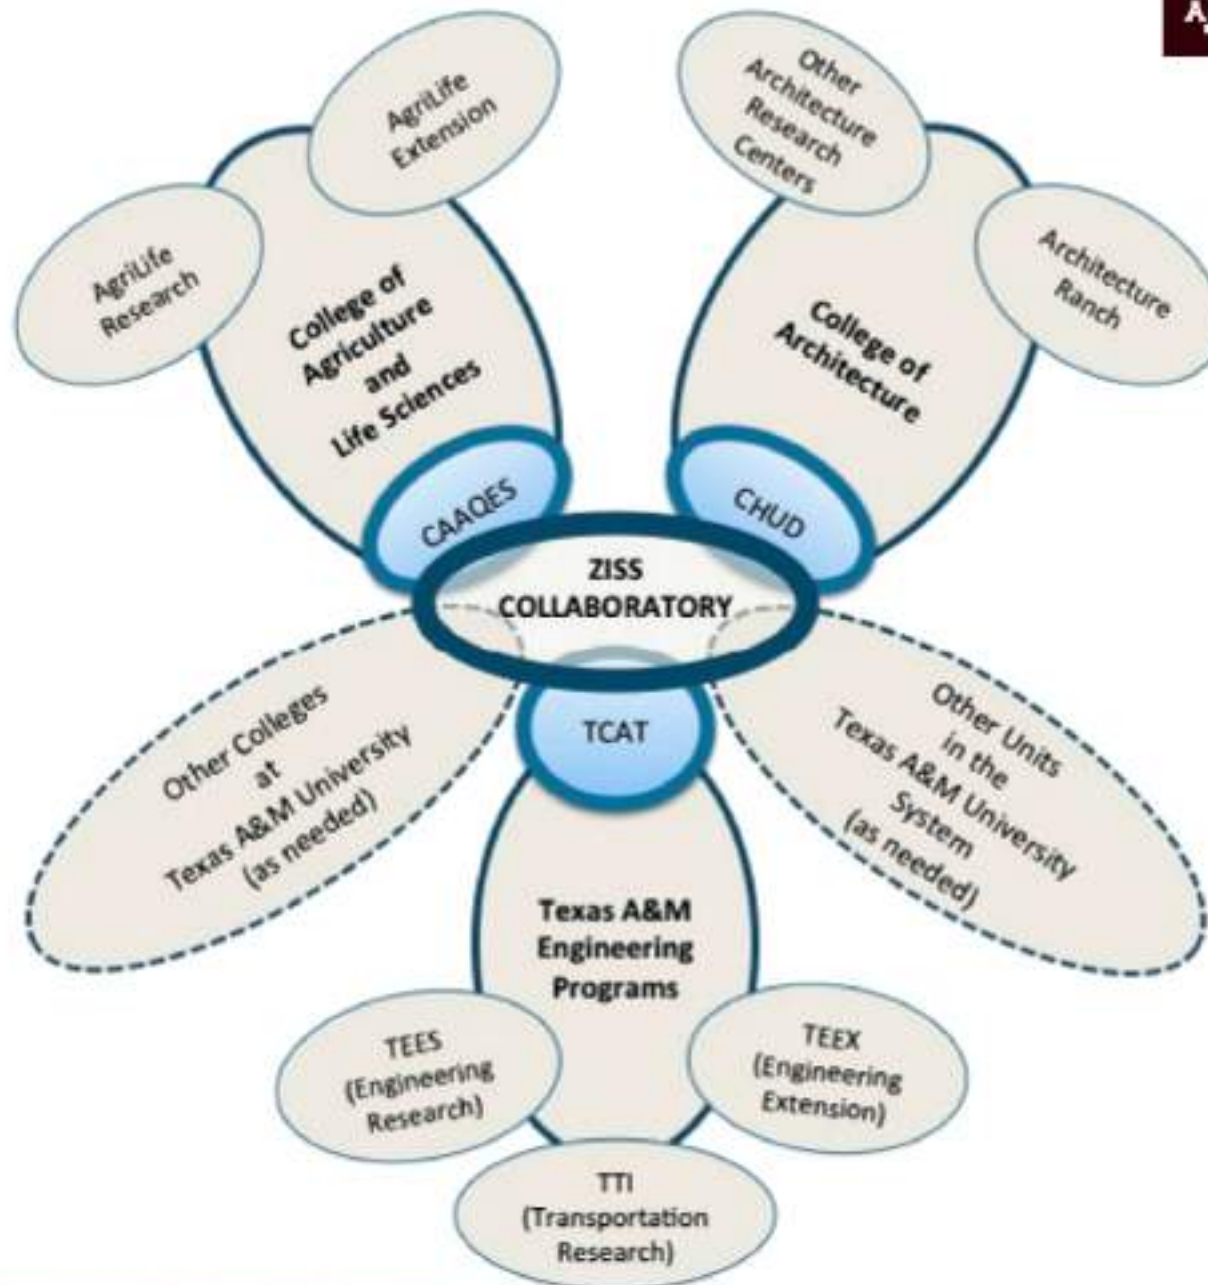 AgriLife
Extension
AgriLife
Research
College of
Agriculture
and
Life Sciences
CAAQES
Other
Architecture
Research
Centers
Architecture
Ranch
College of
Architecture
CHUD
ZISS
COLLABORATORY
TCAT
Other Colleges
at
Texas A&M University
(as needed)
Other Units
in the
Texas A&M University
System
(as needed)
Texas A&M
Engineering
Programs
TEES
(Engineering
Research)
TEEX
(Engineering
Extension)
TTI
(Transportation
Research)